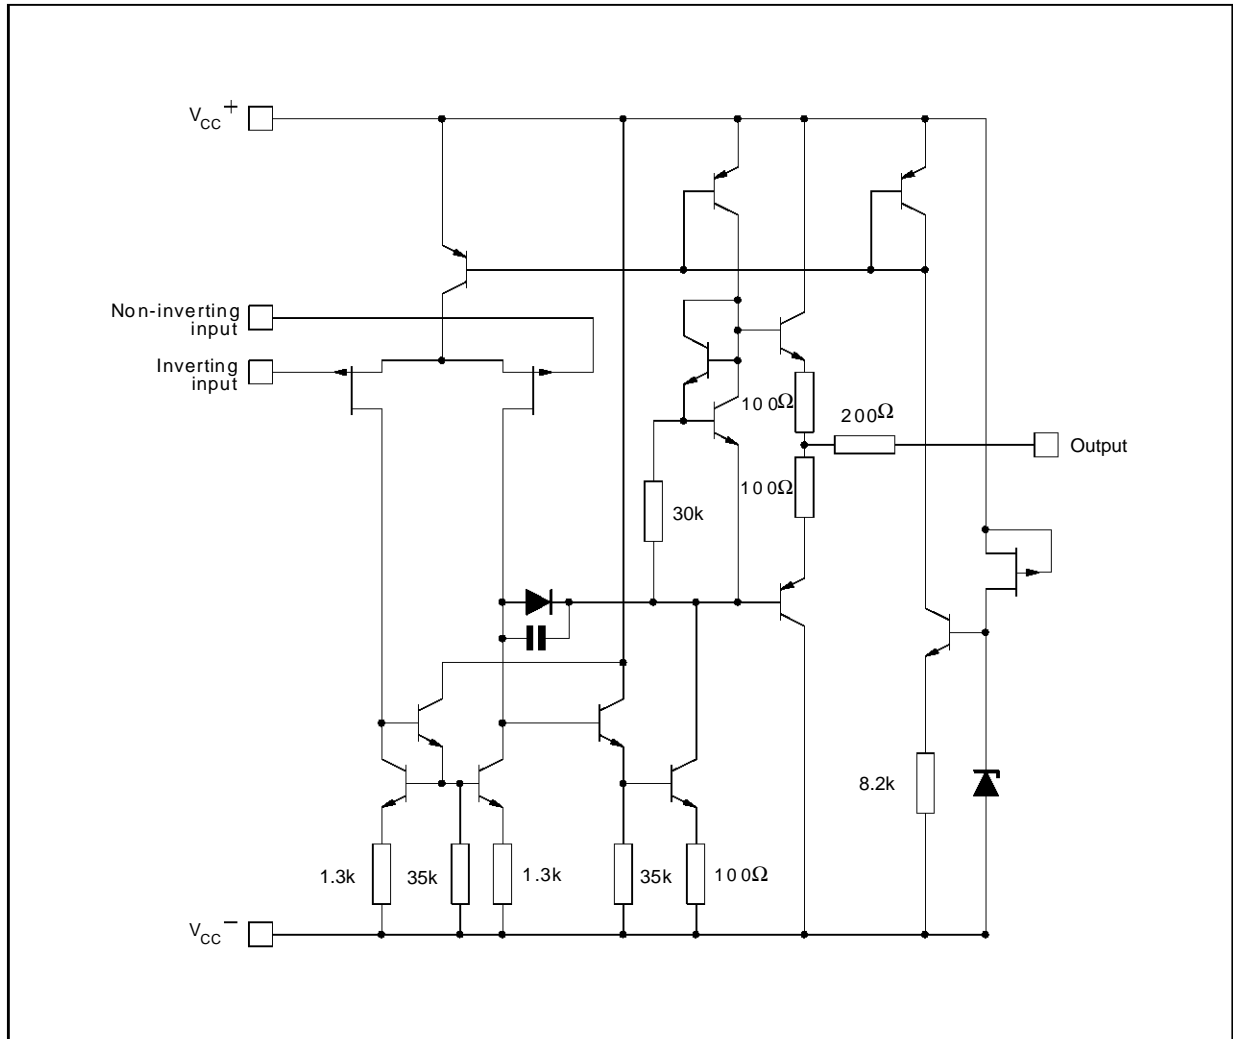 VCC+
Non-inverting
input
Inverting
input
100Ω
200Ω
Output
100Ω
30k
8.2k
1.3k
35k
1.3k
35k
100Ω
VCC−